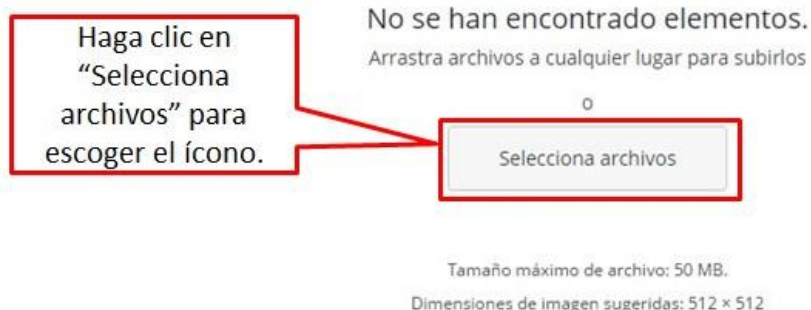 Haga clic en
“Selecciona
archivos” para
escoger el ícono.
No se han encontrado elementos.
Arrastra archivos a cualquier lugar para subirlos
o
Selecciona archivos
Tamaño máximo de archivo: 50 MB.
Dimensiones de imagen sugeridas: 512 × 512